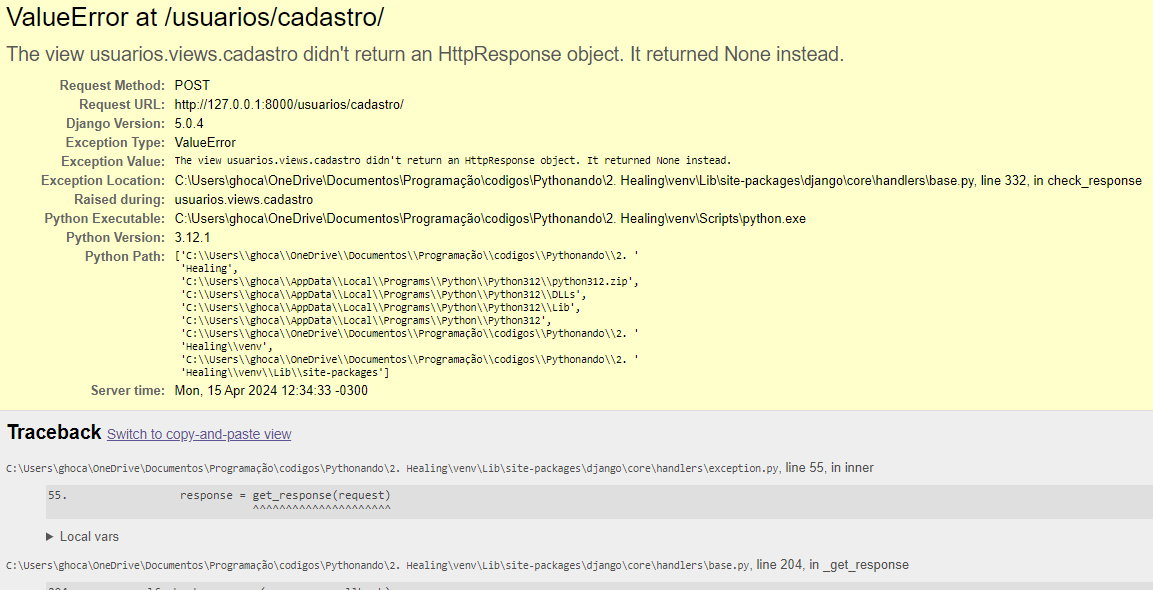 ValueError at /usuarios/cadastro/
The view usuarios.views.cadastro didn't return an HttpResponse object. It returned None instead.
Request Method: POST
Request URL: http://127.0.0.1:8000/usuarios/cadastro/
Django Version: 5.0.4
Exception Type: ValueError
Exception Value: The view usuarios.views.cadastro didn't return an HttpResponse object. It returned None instead.
Exception Location: C:\Users\ghoca\OneDrive\Documentos\Programação\codigos\Pythonando\2. Healing\venv\Lib\site-packages\django\core\handlers\base.py, line 332, in check_response
Raised during: usuarios.views.cadastro
Python Executable: C:\Users\ghoca\OneDrive\Documentos\Programação\codigos\Pythonando\2. Healing\venv\Scripts\python.exe
Python Version: 3.12.1
Python Path: ['C:\\Users\\ghoca\\OneDrive\\Documentos\\Programação\\codigos\\Pythonando\\2. '
'Healing',
'C:\\Users\\ghoca\\AppData\\Local\\Programs\\Python\\Python312\\python312.zip',
'C:\\Users\\ghoca\\AppData\\Local\\Programs\\Python\\Python312\\DLLs',
'C:\\Users\\ghoca\\AppData\\Local\\Programs\\Python\\Python312\\Lib',
'C:\\Users\\ghoca\\AppData\\Local\\Programs\\Python\\Python312',
'C:\\Users\\ghoca\\OneDrive\\Documentos\\Programação\\codigos\\Pythonando\\2. '
'Healing\\venv',
'C:\\Users\\ghoca\\OneDrive\\Documentos\\Programação\\codigos\\Pythonando\\2. '
'Healing\\venv\\Lib\\site-packages']
Server time: Mon, 15 Apr 2024 12:34:33 -0300
Traceback Switch to copy-and-paste view
C:\Users\ghoca\OneDrive\Documentos\Programação\codigos\Pythonando\2. Healing\venv\Lib\site-packages\django\core\handlers\exception.py, line 55, in inner
55. response = get_response(request)
^^^^^^^^^^^^^^^^^^^^^
▶ Local vars
C:\Users\ghoca\OneDrive\Documentos\Programação\codigos\Pythonando\2. Healing\venv\Lib\site-packages\django\core\handlers\base.py, line 204, in _get_response